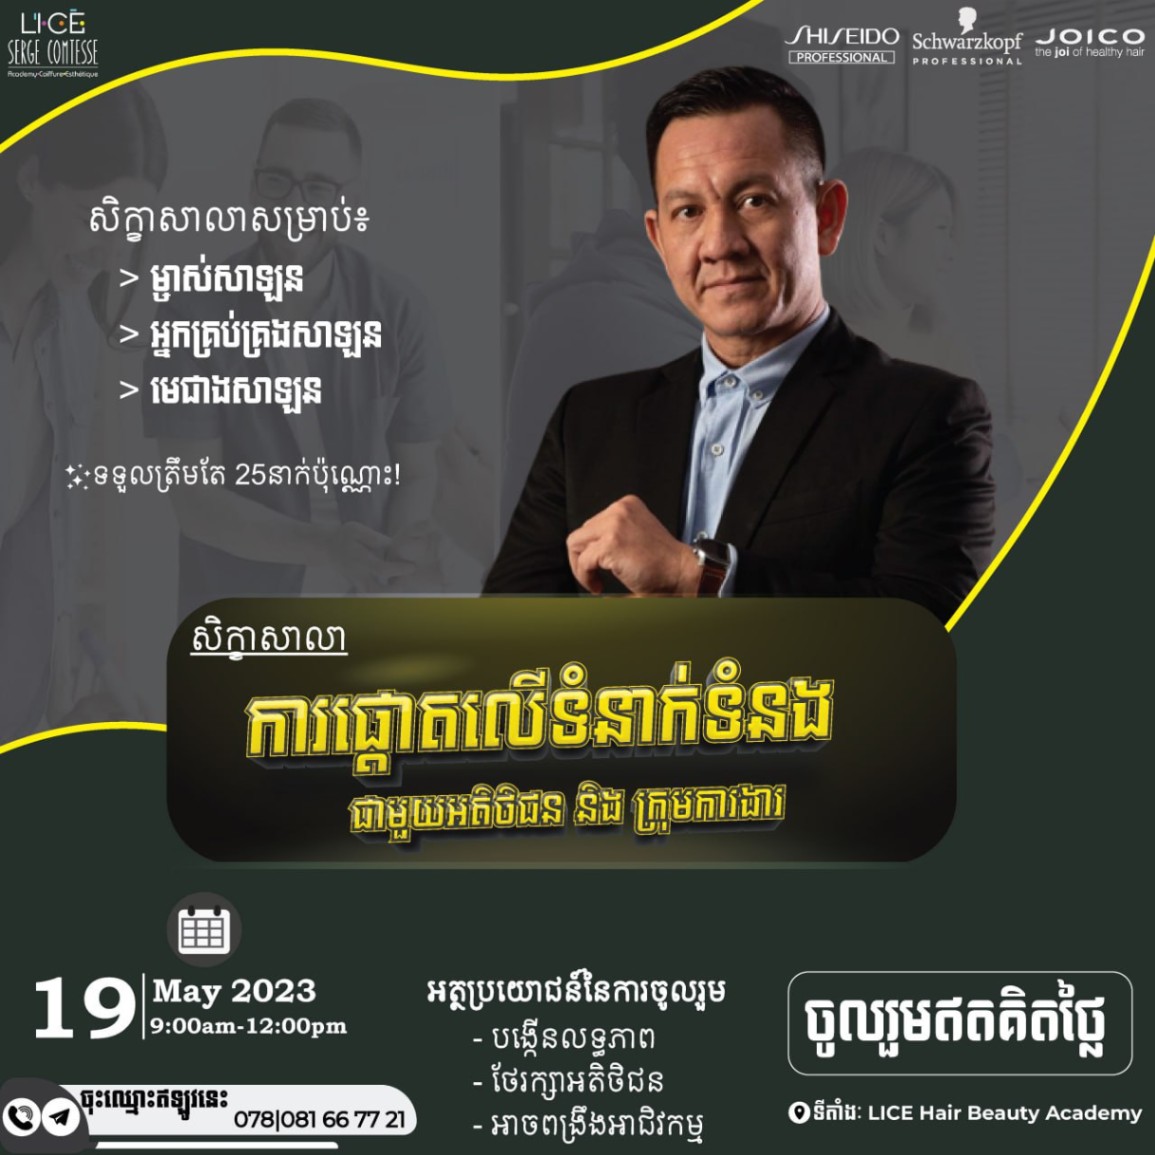 L'I·CE
SERGE COMTESSE
Academy•Coiffure•Esthétique
SHISEIDO
PROFESSIONAL
Schwarzkopf
PROFESSIONAL
JOICO
the joi of healthy hair
សិក្ខាសាលាសម្រាប់៖
> ម្ចាស់សាឡន
> អ្នកគ្រប់គ្រងសាឡន
> មេជាងសាឡន
ទទួលត្រឹមតែ 25នាក់ប៉ុណ្ណោះ!
សិក្ខាសាលា
ការផ្តោតលើទំនាក់ទំនង
ជាមួយអតិថិជន និង ក្រុមការងារ
19 May 2023
9:00am-12:00pm
ចុះឈ្មោះឥឡូវនេះ
078|081 66 77 21
អត្ថប្រយោជន៍នៃការចូលរួម
- បង្កើនលទ្ធភាព
- ថែរក្សាអតិថិជន
- អាចពង្រឹងអាជិវកម្ម
ចូលរួមឥតគិតថ្លៃ
ទីតាំង: LICE Hair Beauty Academy